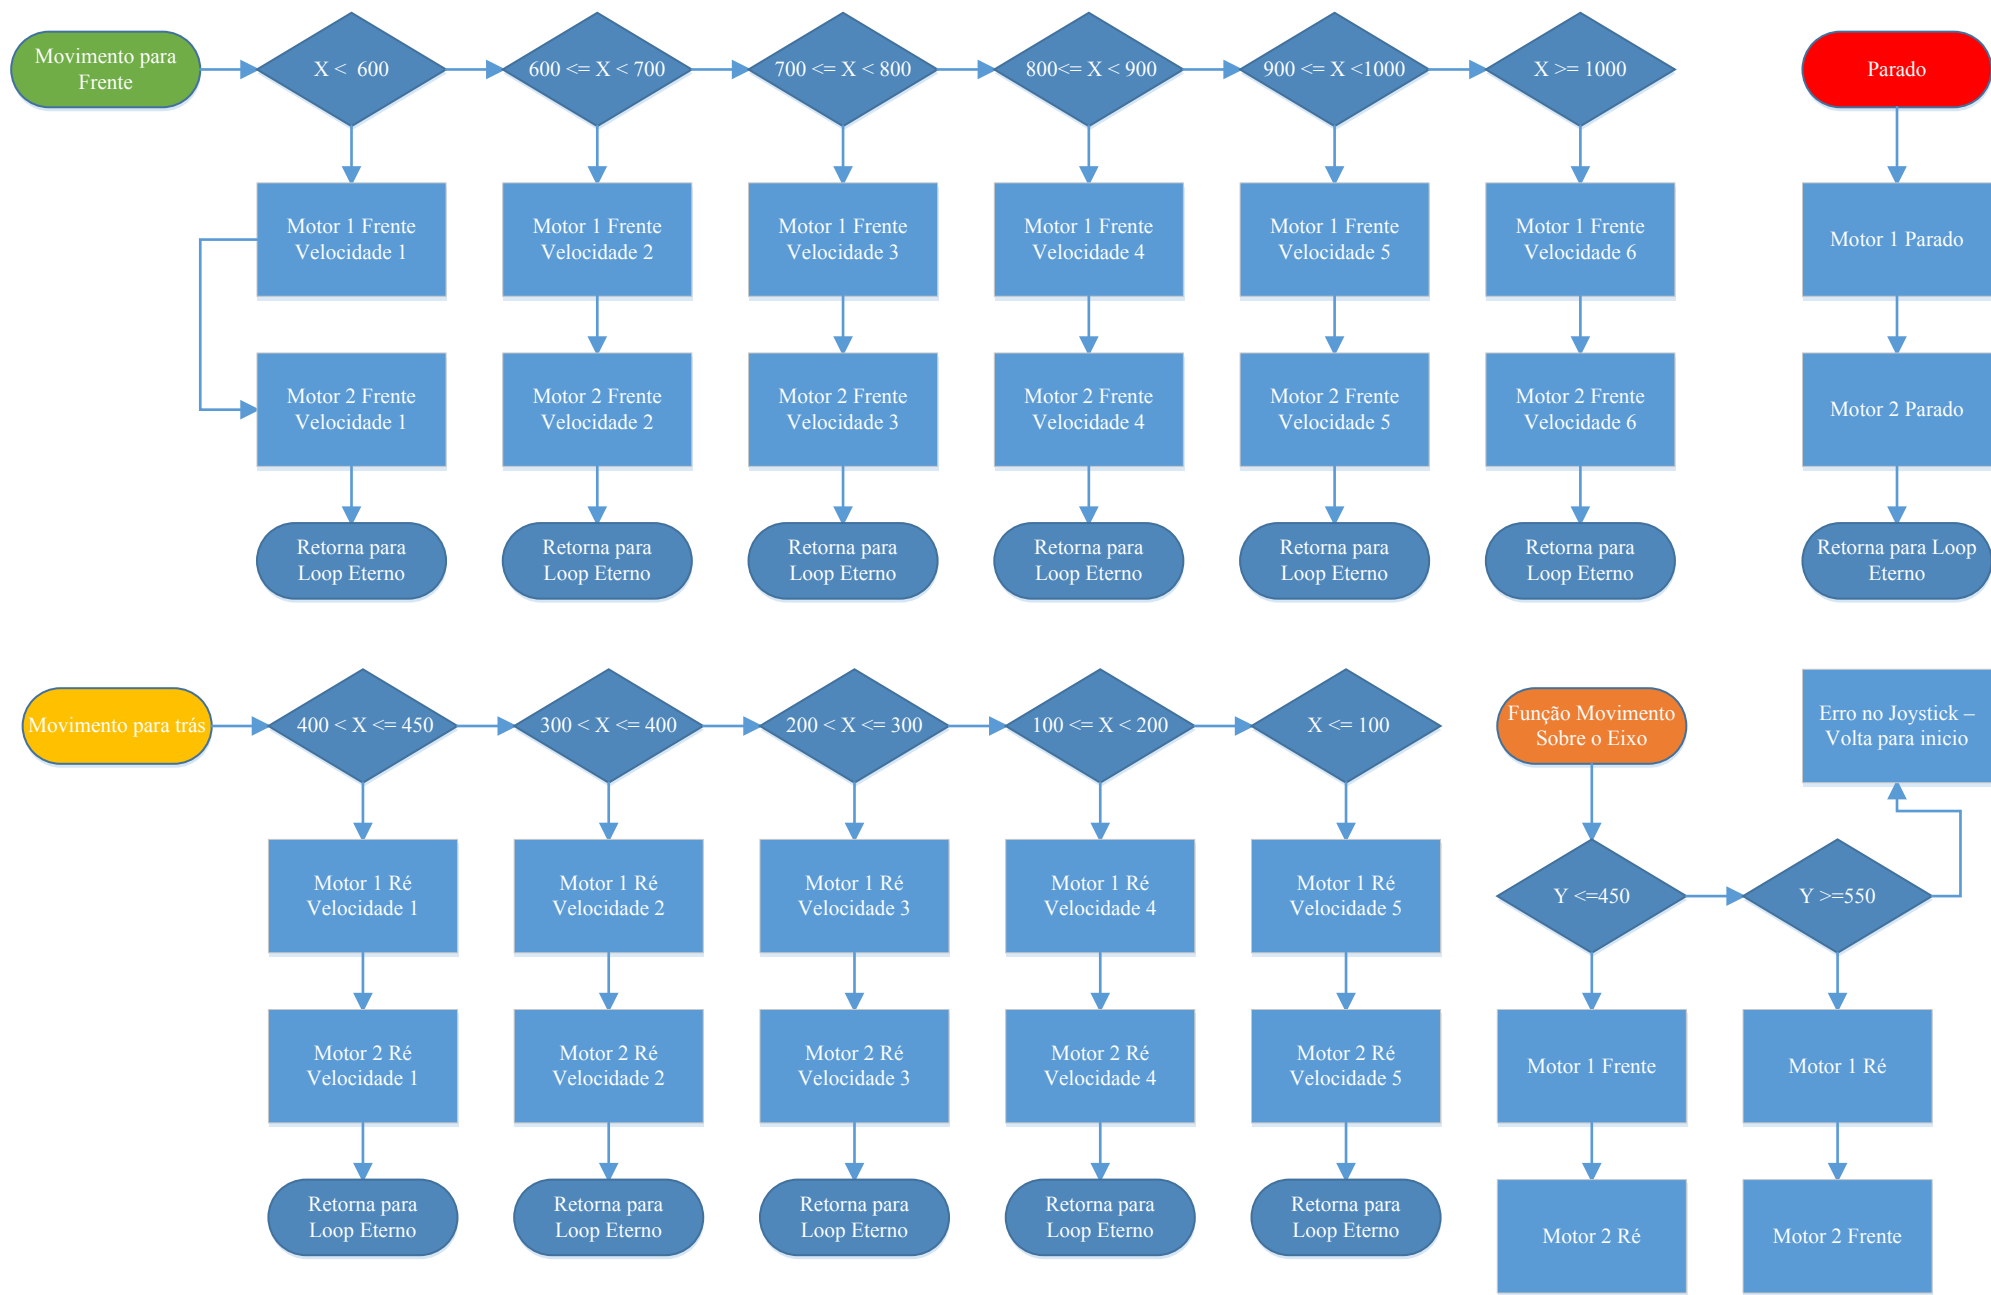 Movimento para
Frente
X < 600
600 <= X < 700
700 <= X < 800
800<= X < 900
900 <= X <1000
X >= 1000
Parado
Motor 1 Frente
Velocidade 1
Motor 1 Frente
Velocidade 2
Motor 1 Frente
Velocidade 3
Motor 1 Frente
Velocidade 4
Motor 1 Frente
Velocidade 5
Motor 1 Frente
Velocidade 6
Motor 1 Parado
Motor 2 Frente
Velocidade 1
Motor 2 Frente
Velocidade 2
Motor 2 Frente
Velocidade 3
Motor 2 Frente
Velocidade 4
Motor 2 Frente
Velocidade 5
Motor 2 Frente
Velocidade 6
Motor 2 Parado
Retorna para
Loop Eterno
Retorna para
Loop Eterno
Retorna para
Loop Eterno
Retorna para
Loop Eterno
Retorna para
Loop Eterno
Retorna para
Loop Eterno
Retorna para Loop
Eterno
Movimento para trás
400 < X <= 450
300 < X <= 400
200 < X <= 300
100 <= X < 200
X <= 100
Função Movimento
Sobre o Eixo
Erro no Joystick –
Volta para inicio
Motor 1 Ré
Velocidade 1
Motor 1 Ré
Velocidade 2
Motor 1 Ré
Velocidade 3
Motor 1 Ré
Velocidade 4
Motor 1 Ré
Velocidade 5
Y <=450
Y >=550
Motor 2 Ré
Velocidade 1
Motor 2 Ré
Velocidade 2
Motor 2 Ré
Velocidade 3
Motor 2 Ré
Velocidade 4
Motor 2 Ré
Velocidade 5
Motor 1 Frente
Motor 1 Ré
Retorna para
Loop Eterno
Retorna para
Loop Eterno
Retorna para
Loop Eterno
Retorna para
Loop Eterno
Retorna para
Loop Eterno
Motor 2 Ré
Motor 2 Frente